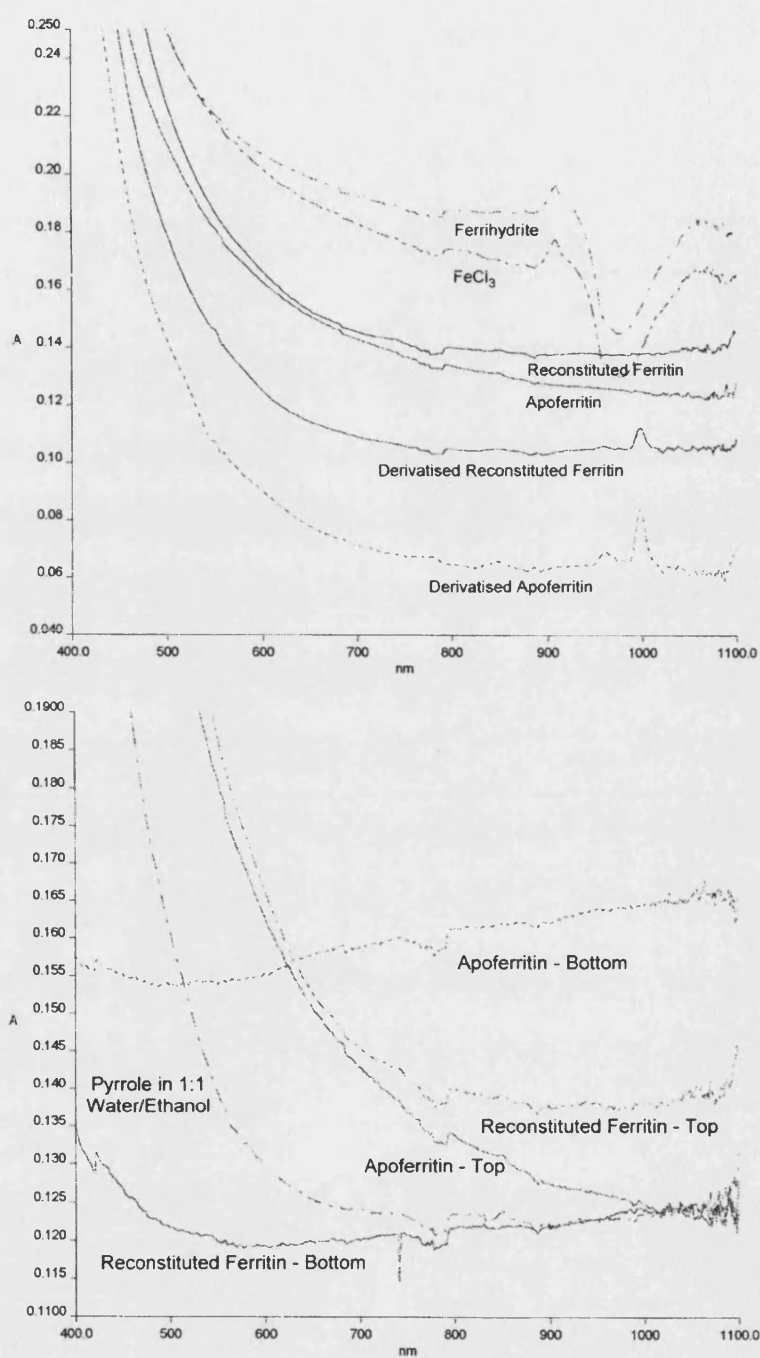 0.250
0.24
0.22
0.20
0.18
0.16
A
0.14
0.12
0.10
0.08
0.06
0.040
Ferrihydrite
FeCl₃
Reconstituted Ferritin
Apoferritin
Derivatised Reconstituted Ferritin
Derivatised Apoferritin
400.0 500 600 700 800 900 1000 1100.0
nm
0.1900
0.185
0.180
0.175
0.170
0.165
0.160
0.155
0.150
A
0.145
0.140
0.135
0.130
0.125
0.120
0.115
0.1100
Apoferritin - Bottom
Pyrrole in 1:1
Water/Ethanol
Reconstituted Ferritin - Top
Apoferritin - Top
Reconstituted Ferritin - Bottom
400.0 500 600 700 800 900 1000 1100.0
nm